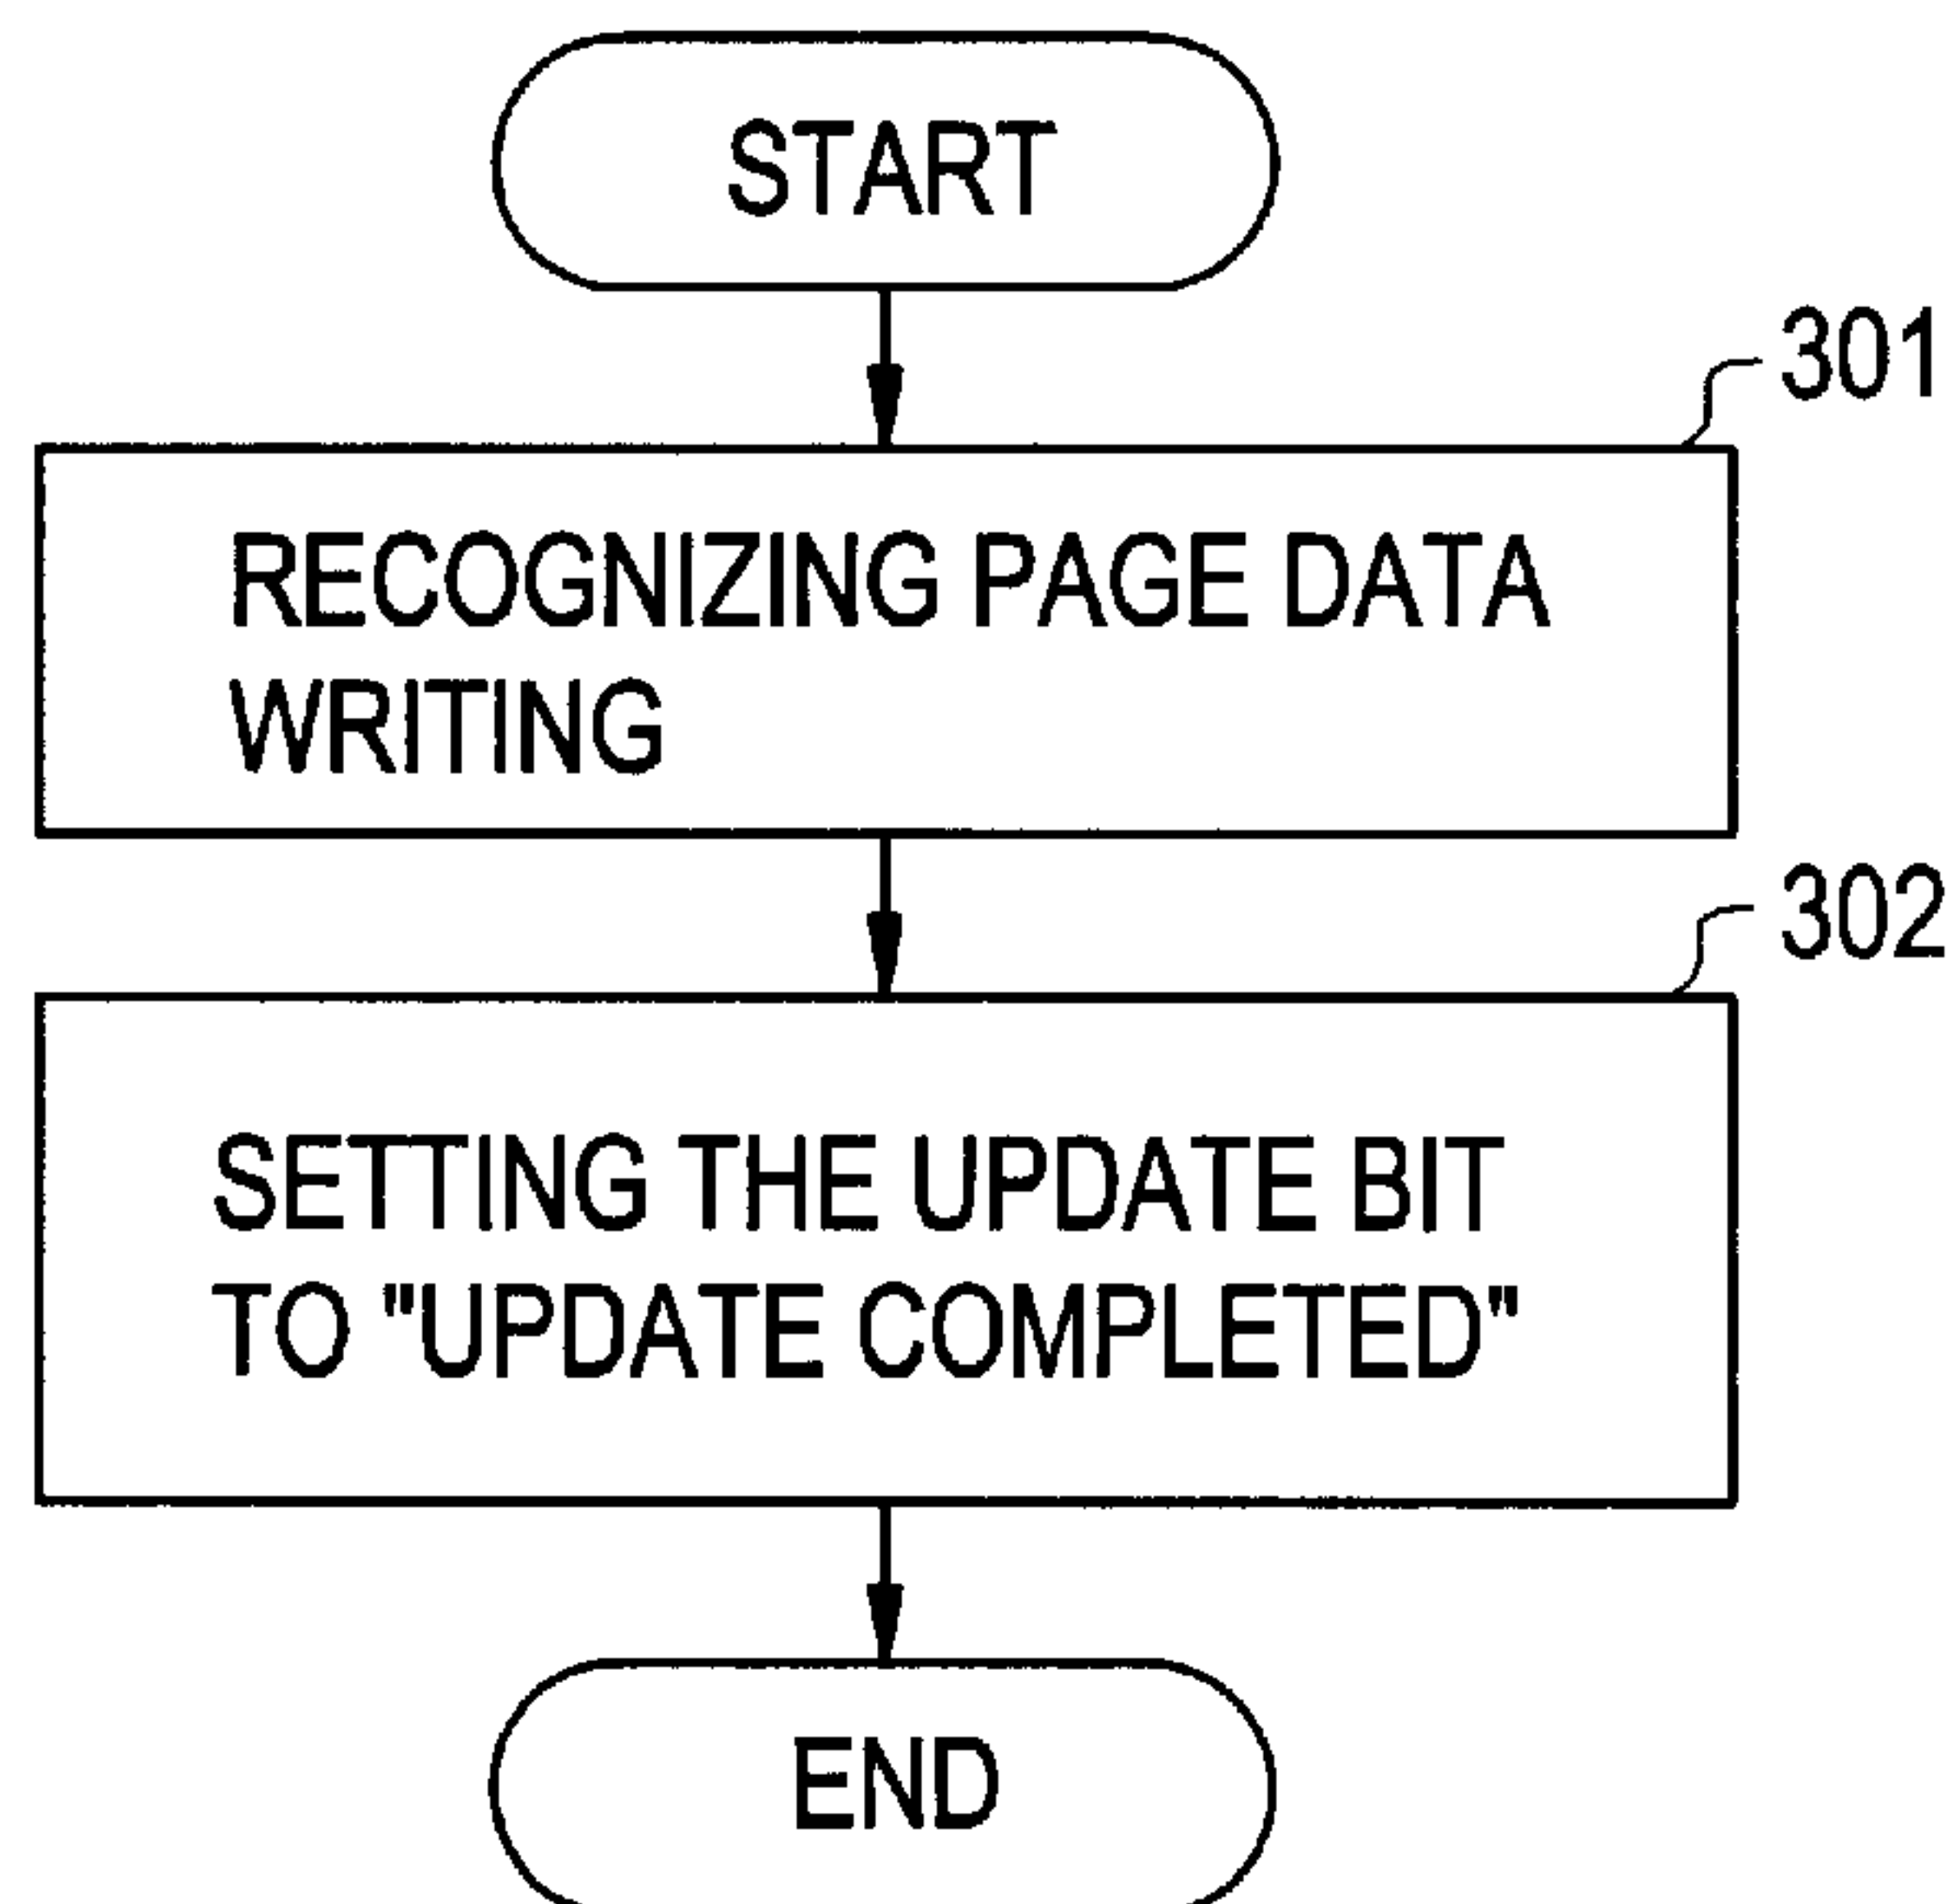 START
301
RECOGNIZING PAGE DATA
WRITING
302
SETTING THE UPDATE BIT
TO "UPDATE COMPLETED"
END